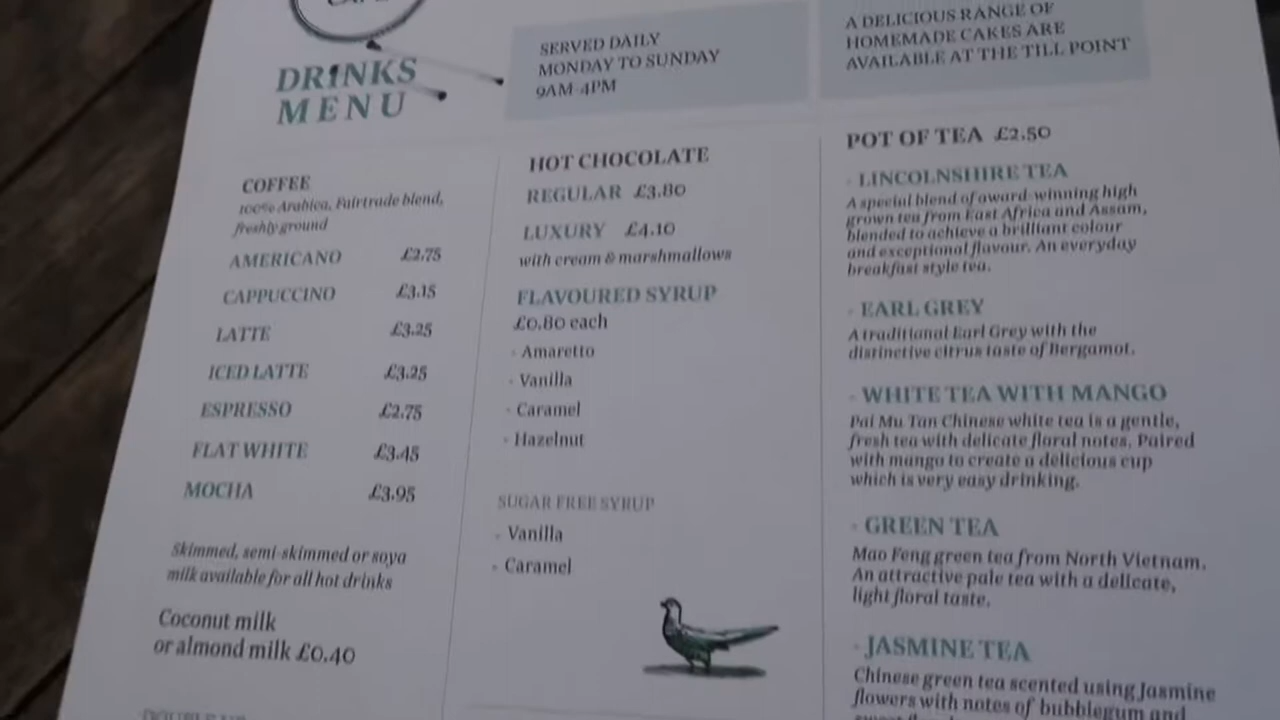 DRINKS
MENU
SERVED DAILY
MONDAY TO SUNDAY
9AM-4PM
A DELICIOUS RANGE OF
HOMEMADE CAKES ARE
AVAILABLE AT THE TILL POINT
COFFEE
100% Arabica, Fairtrade blend,
freshly ground
AMERICANO £2.75
CAPPUCCINO £3.15
LATTE £3.25
ICED LATTE £3.25
ESPRESSO £2.75
FLAT WHITE £3.45
MOCHA £3.95
Skimmed, semi-skimmed or soya
milk available for all hot drinks
Coconut milk
or almond milk £0.40
HOT CHOCOLATE
REGULAR £3.80
LUXURY £4.10
with cream & marshmallows
FLAVOURED SYRUP
£0.80 each
- Amaretto
- Vanilla
- Caramel
- Hazelnut
SUGAR FREE SYRUP
- Vanilla
- Caramel
POT OF TEA £2.50
- LINCOLNSHIRE TEA
A special blend of award-winning high
grown tea from East Africa and Assam,
blended to achieve a brilliant colour
and exceptional flavour. An everyday
breakfast style tea.
- EARL GREY
A traditional Earl Grey with the
distinctive citrus taste of Bergamot.
- WHITE TEA WITH MANGO
Pai Mu Tan Chinese white tea is a gentle,
fresh tea with delicate floral notes. Paired
with mango to create a delicious cup
which is very easy drinking.
- GREEN TEA
Mao Feng green tea from North Vietnam.
An attractive pale tea with a delicate,
light floral taste.
- JASMINE TEA
Chinese green tea scented using Jasmine
flowers with notes of bubblegum and